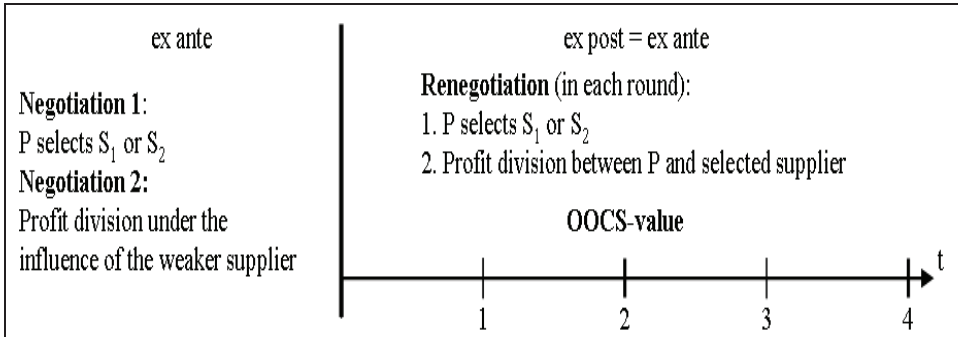 ex ante
Negotiation 1:
P selects S₁ or S₂
Negotiation 2:
Profit division under the
influence of the weaker supplier
ex post = ex ante
Renegotiation (in each round):
1. P selects S₁ or S₂
2. Profit division between P and selected supplier
OOCS-value
t
1 2 3 4